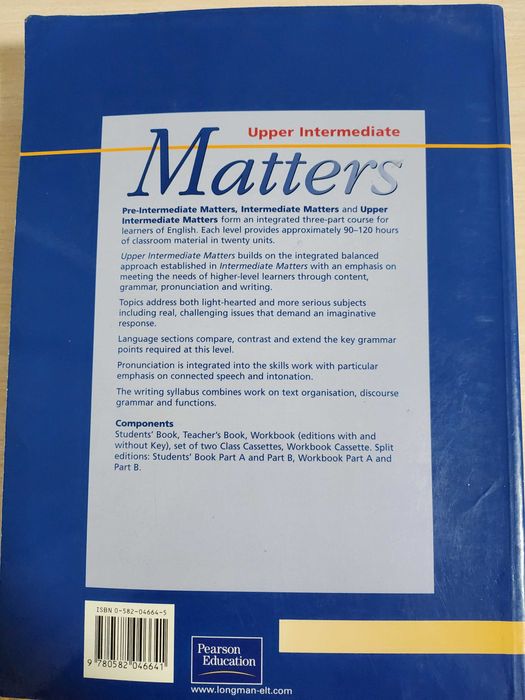 Upper Intermediate
Matters
Pre-Intermediate Matters, Intermediate Matters and Upper
Intermediate Matters form an integrated three-part course for
learners of English. Each level provides approximately 90–120 hours
of classroom material in twenty units.
Upper Intermediate Matters builds on the integrated balanced
approach established in Intermediate Matters with an emphasis on
meeting the needs of higher-level learners through content,
grammar, pronunciation and writing.
Topics address both light-hearted and more serious subjects
including real, challenging issues that demand an imaginative
response.
Language sections compare, contrast and extend the key grammar
points required at this level.
Pronunciation is integrated into the skills work with particular
emphasis on connected speech and intonation.
The writing syllabus combines work on text organisation, discourse
grammar and functions.
Components
Students' Book, Teacher's Book, Workbook (editions with and
without Key), set of two Class Cassettes, Workbook Cassette. Split
editions: Students' Book Part A and Part B, Workbook Part A and
Part B.
ISBN 0-582-04664-5
9 780582 046641
Pearson
Education
www.longman-elt.com